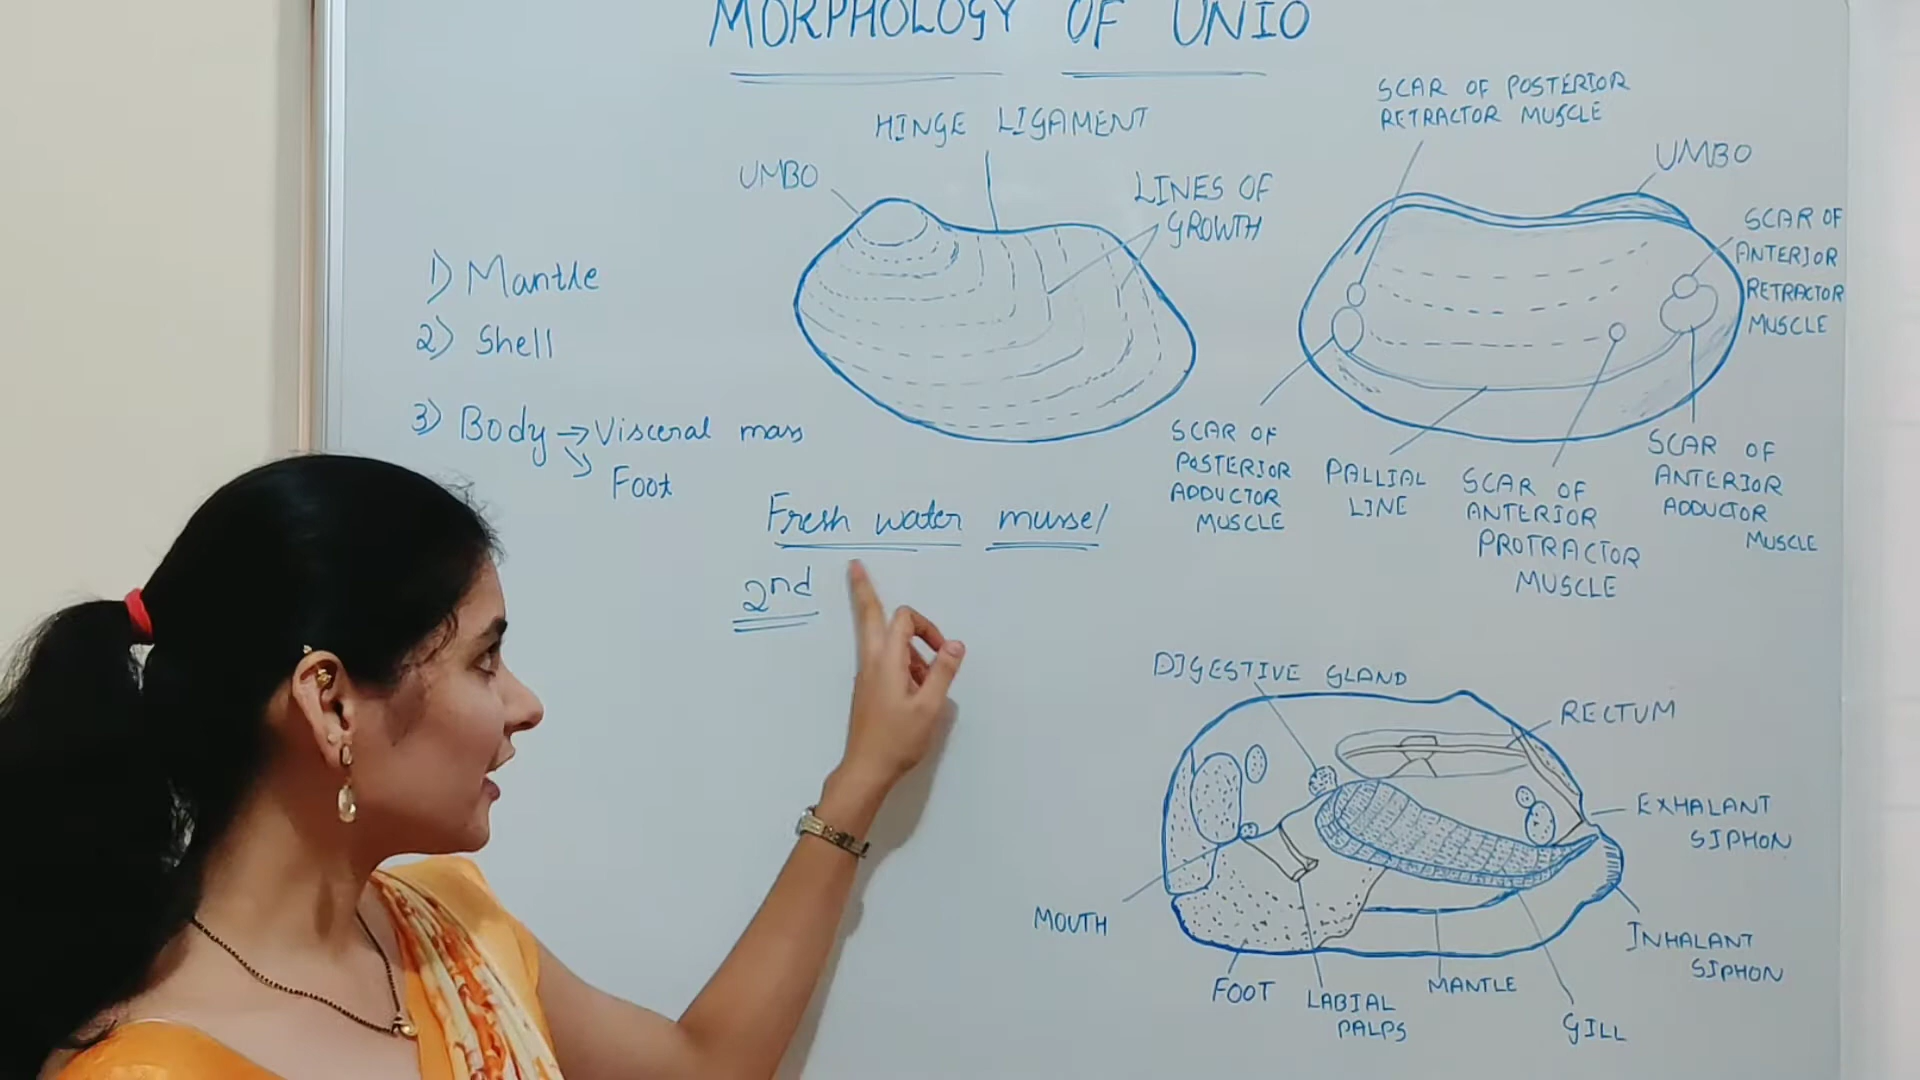 MORPHOLOGY OF UNIO
HINGE LIGAMENT
UMBO
LINES OF
GROWTH
SCAR OF POSTERIOR
RETRACTOR MUSCLE
UMBO
SCAR OF
ANTERIOR
RETRACTOR
MUSCLE
1) Mantle
2) Shell
3) Body → Visceral mass
↘ Foot
SCAR OF
POSTERIOR
ADDUCTOR
MUSCLE
PALLIAL
LINE
SCAR OF
ANTERIOR
PROTRACTOR
MUSCLE
SCAR OF
ANTERIOR
ADDUCTOR
MUSCLE
Fresh water mussel
2nd
DIGESTIVE GLAND
RECTUM
EXHALANT
SIPHON
INHALANT
SIPHON
MOUTH
FOOT
LABIAL
PALPS
MANTLE
GILL